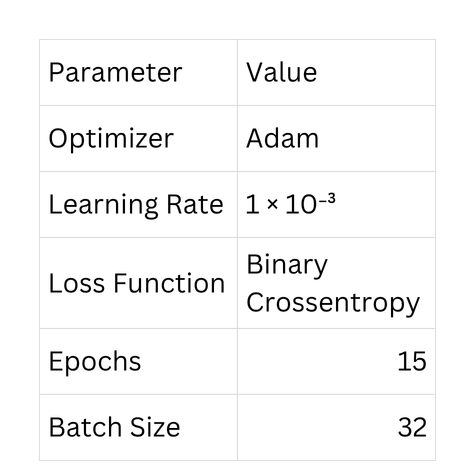 Parameter Value
Optimizer Adam
Learning Rate 1 × 10⁻³
Loss Function Binary
Crossentropy
Epochs 15
Batch Size 32